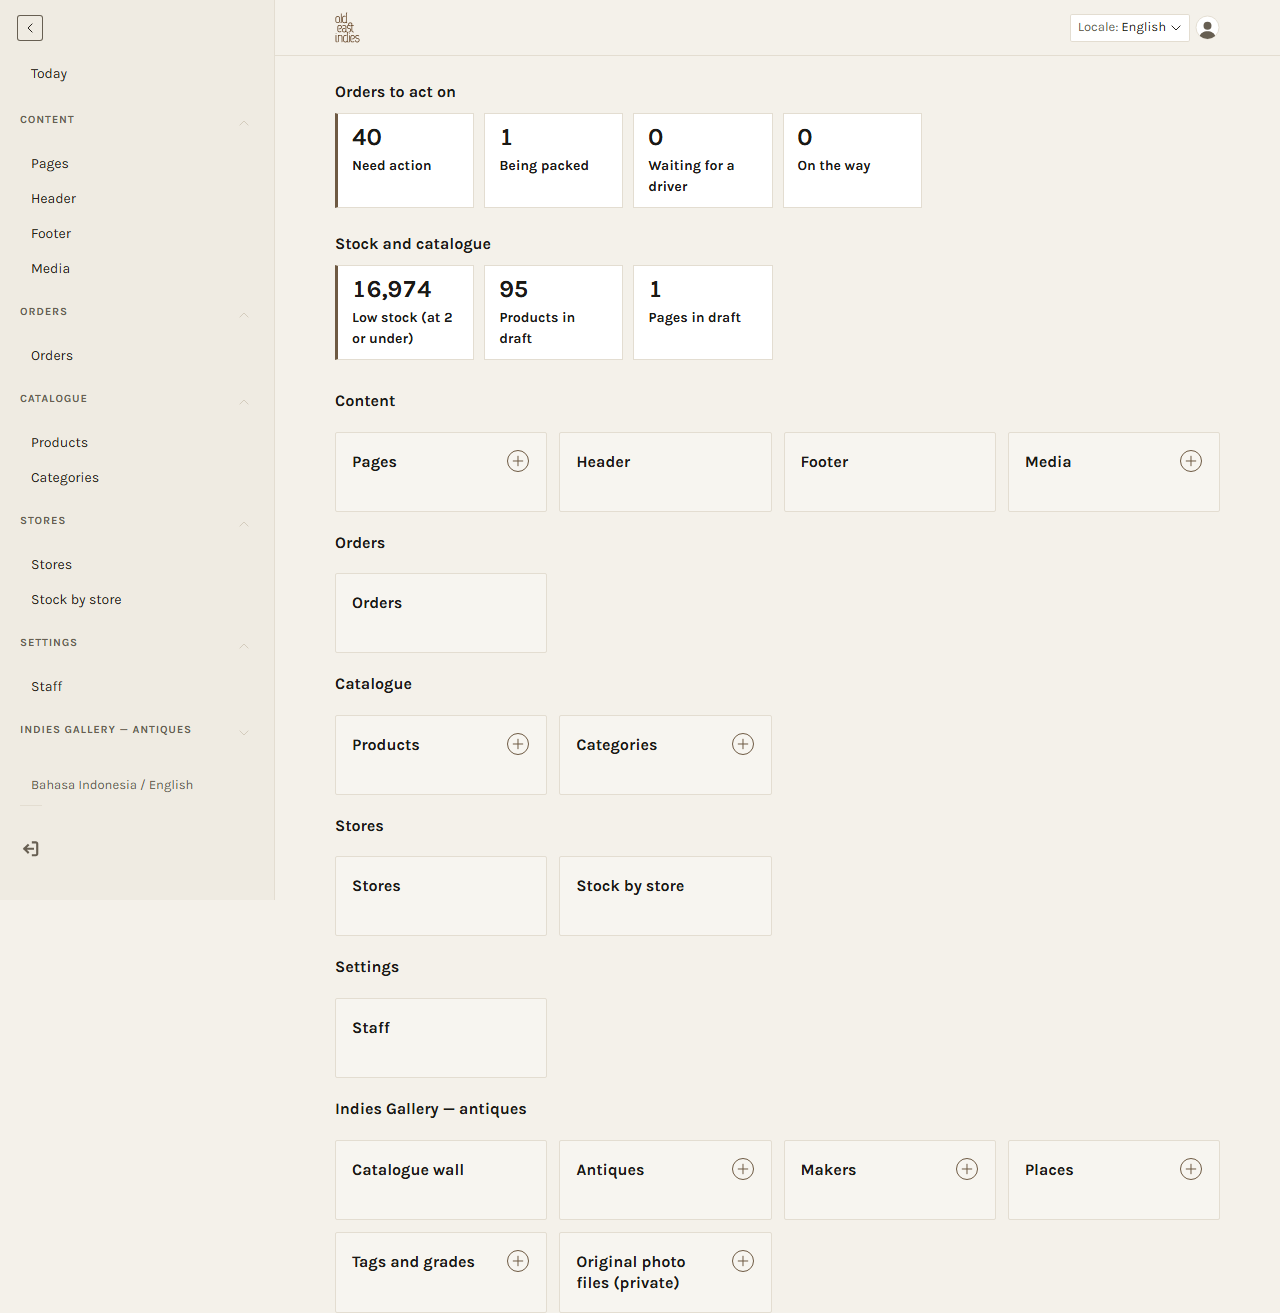 old
east
indies
Locale: English
Today
CONTENT
Pages
Header
Footer
Media
ORDERS
Orders
CATALOGUE
Products
Categories
STORES
Stores
Stock by store
SETTINGS
Staff
INDIES GALLERY — ANTIQUES
Bahasa Indonesia / English
Orders to act on
40
Need action
1
Being packed
0
Waiting for a
driver
0
On the way
Stock and catalogue
16,974
Low stock (at 2
or under)
95
Products in
draft
1
Pages in draft
Content
Pages
Header
Footer
Media
Orders
Orders
Catalogue
Products
Categories
Stores
Stores
Stock by store
Settings
Staff
Indies Gallery — antiques
Catalogue wall
Antiques
Makers
Places
Tags and grades
Original photo
files (private)